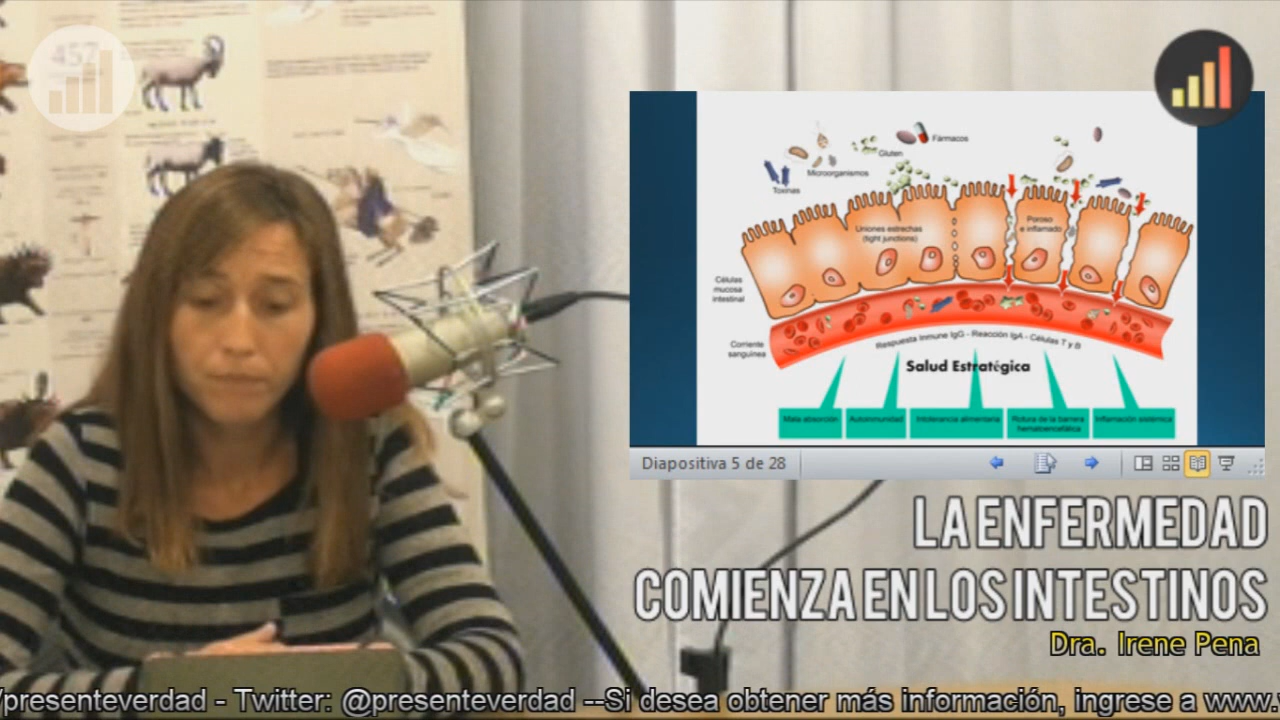 457
Fármacos
Gluten
Microorganismos
Toxinas
Uniones estrechas
(tight junctions)
Poroso
e inflamado
Células
mucosa
intestinal
Corriente
sanguínea
Respuesta Inmune IgG - Reacción IgA - Células T y B
Salud Estratégica
Mala absorción
Autoinmunidad
Intolerancia alimentaria
Rotura de la barrera
hematoencefálica
Inflamación sistémica
Diapositiva 5 de 28
LA ENFERMEDAD
COMIENZA EN LOS INTESTINOS
Dra. Irene Pena
/presenteverdad - Twitter: @presenteverdad --Si desea obtener más información, ingrese a www.